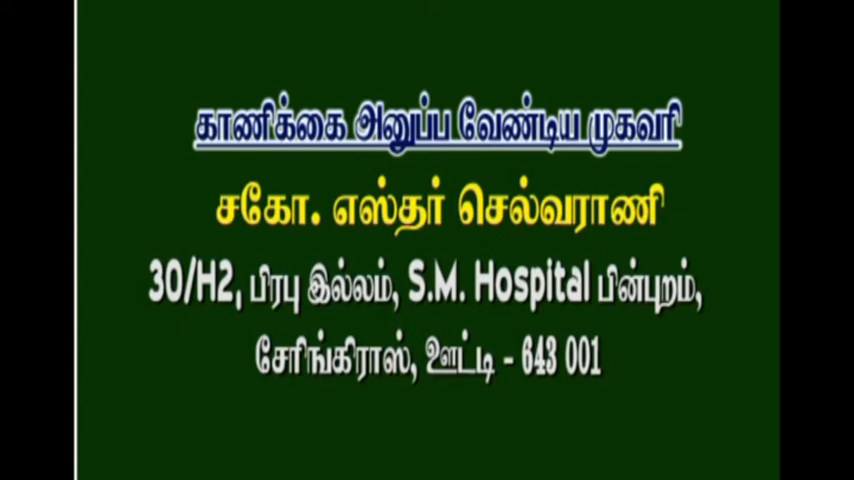 காணிக்கை அனுப்ப வேண்டிய முகவரி
சகோ. எஸ்தர் செல்வராணி
30/H2, பிரபு இல்லம், S.M. Hospital பின்புறம்,
சேரிங்கிராஸ், ஊட்டி - 643 001